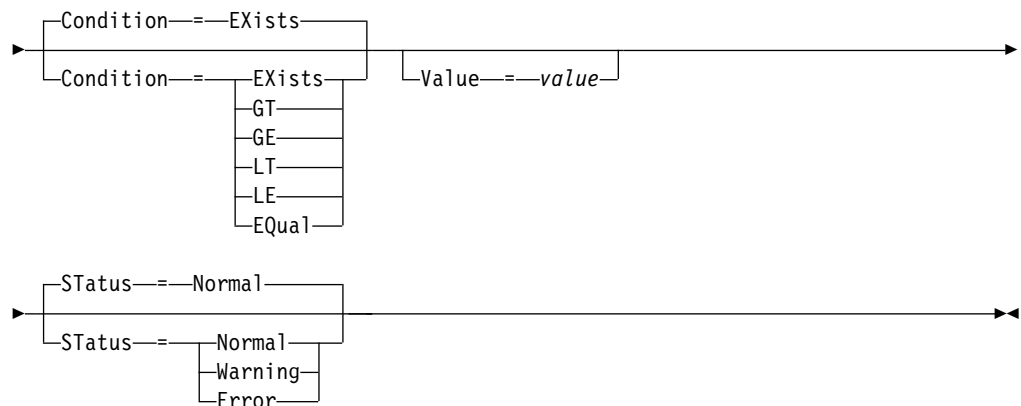 Condition = EXists
Condition = EXists
Value = value
GT
GE
LT
LE
EQual
STatus = Normal
STatus = Normal
Warning
Error